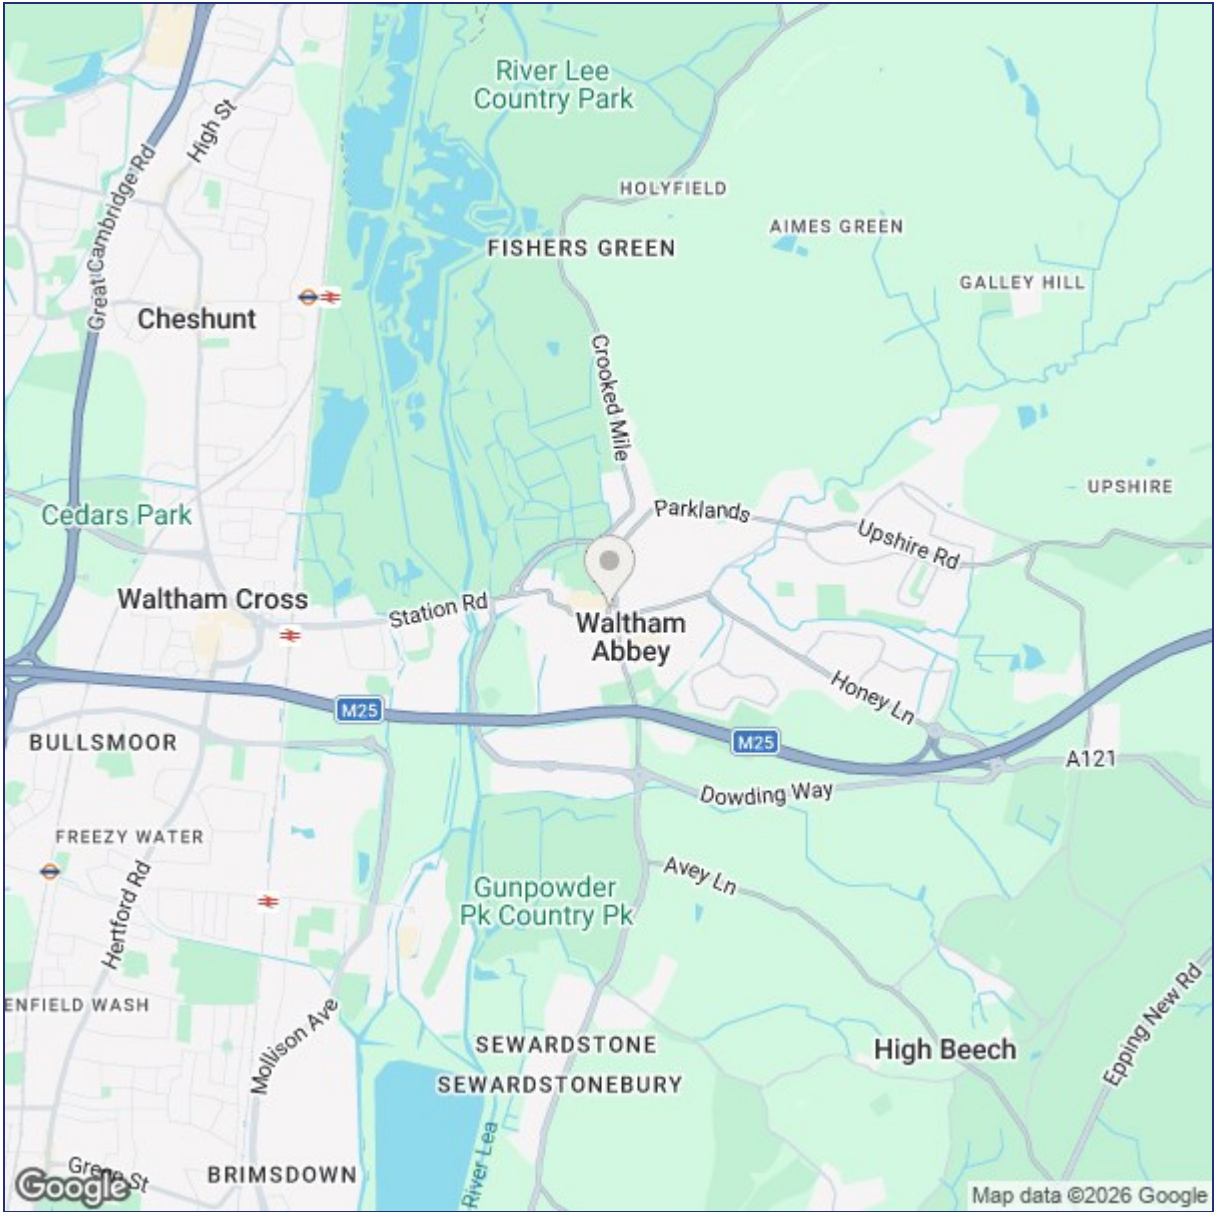 River Lee
Country Park
High St
HOLYFIELD
AIMES GREEN
FISHERS GREEN
Great Cambridge Rd
GALLEY HILL
Cheshunt
Crooked Mile
UPSHIRE
Cedars Park
Parklands
Upshire Rd
Waltham Cross
Station Rd
Waltham
Abbey
Honey Ln
M25
M25
BULLSMOOR
A121
Dowding Way
FREEZY WATER
Hertford Rd
Avey Ln
Gunpowder
Pk Country Pk
ENFIELD WASH
Mollison Ave
SEWARDSTONE
High Beech
Epping New Rd
SEWARDSTONEBURY
River Lea
BRIMSDOWN
Green St
Google
Map data ©2026 Google